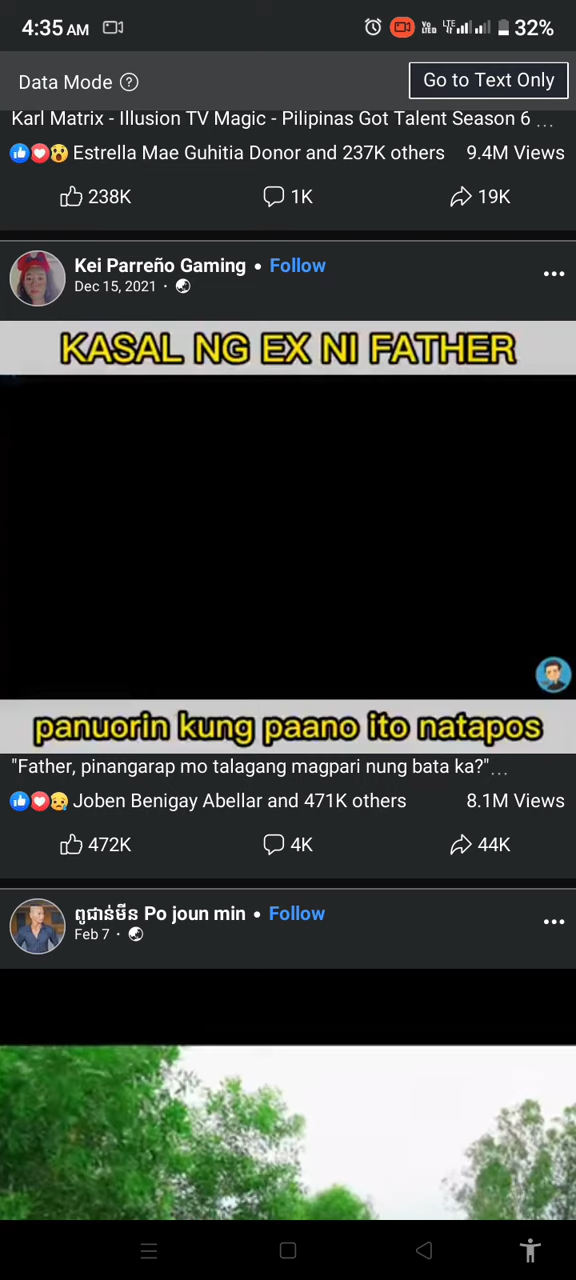 4:35 AM 32%
Data Mode Go to Text Only
Karl Matrix - Illusion TV Magic - Pilipinas Got Talent Season 6 ...
Estrella Mae Guhitia Donor and 237K others 9.4M Views
238K 1K 19K
Kei Parreño Gaming • Follow
Dec 15, 2021 ·
KASAL NG EX NI FATHER
panuorin kung paano ito natapos
"Father, pinangarap mo talagang magpari nung bata ka?"...
Joben Benigay Abellar and 471K others 8.1M Views
472K 4K 44K
ពូជាន់មីន Po joun min • Follow
Feb 7 ·